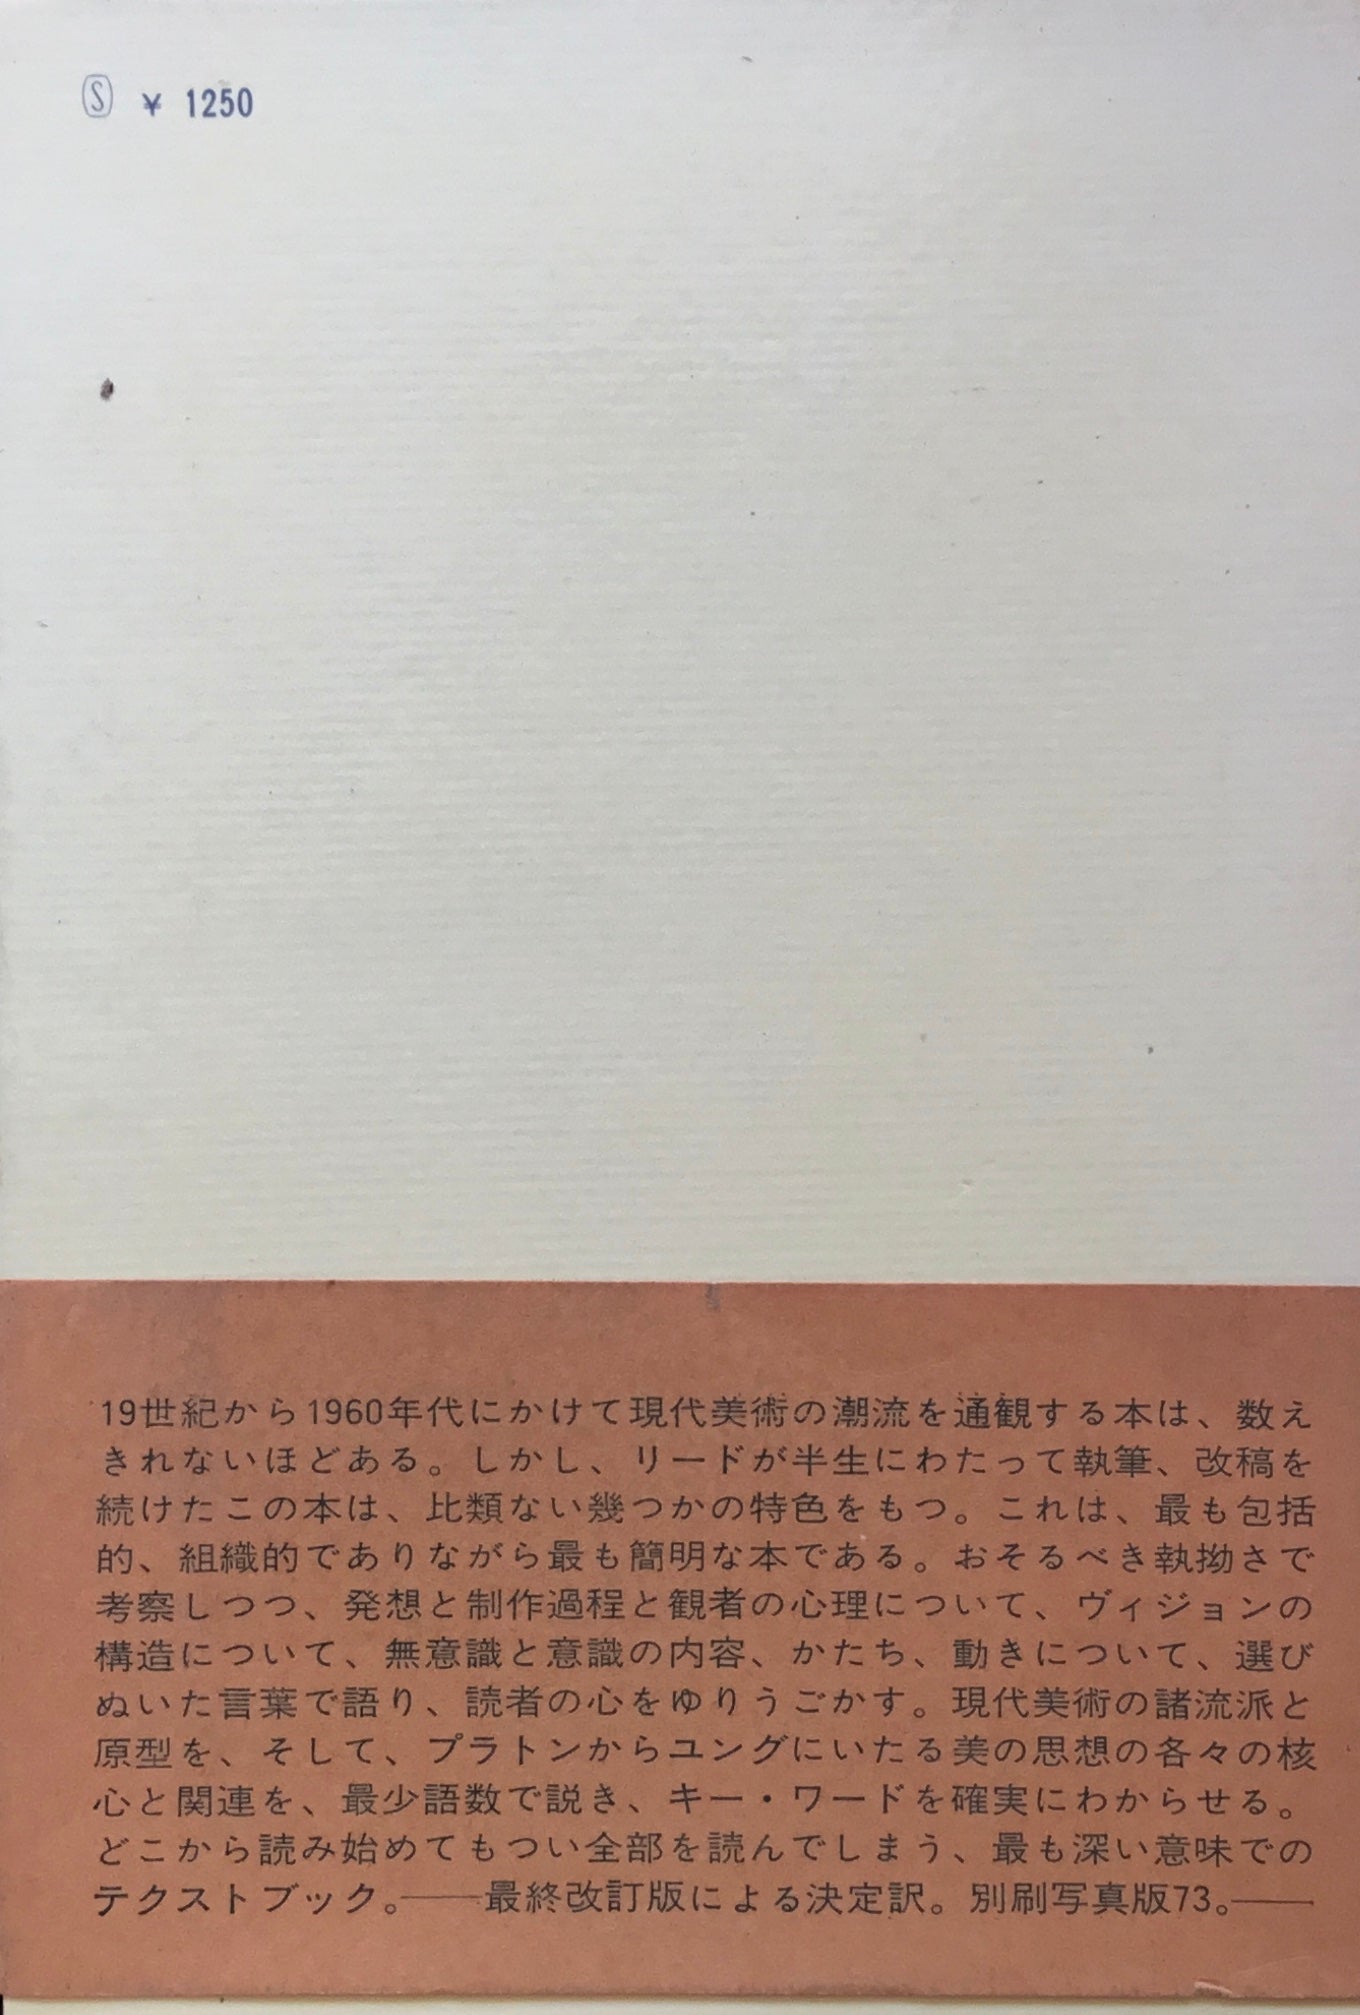 Ⓢ ¥ 1250
19世紀から1960年代にかけて現代美術の潮流を通観する本は、数え
きれないほどある。しかし、リードが半生にわたって執筆、改稿を
続けたこの本は、比類ない幾つかの特色をもつ。これは、最も包括
的、組織的でありながら最も簡明な本である。おそるべき執拗さで
考察しつつ、発想と制作過程と観者の心理について、ヴィジョンの
構造について、無意識と意識の内容、かたち、動きについて、選び
ぬいた言葉で語り、読者の心をゆりうごかす。現代美術の諸流派と
原型を、そして、プラトンからユングにいたる美の思想の各々の核
心と関連を、最少語数で説き、キー・ワードを確実にわからせる。
どこから読み始めてもつい全部を読んでしまう、最も深い意味での
テクストブック。——最終改訂版による決定訳。別刷写真版73。——